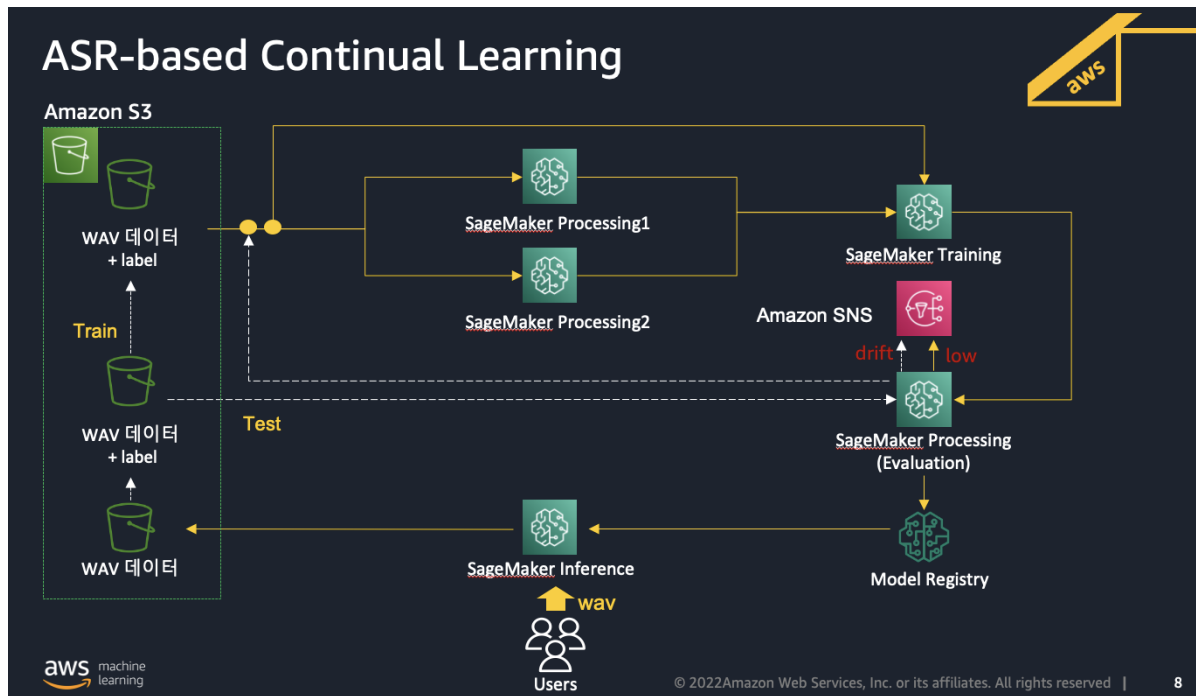 ASR-based Continual Learning
aws
Amazon S3
WAV 데이터
+ label
SageMaker Processing1
SageMaker Processing2
SageMaker Training
Amazon SNS
drift
low
Train
WAV 데이터
+ label
Test
SageMaker Processing
(Evaluation)
WAV 데이터
SageMaker Inference
Model Registry
wav
Users
aws machine
learning
© 2022Amazon Web Services, Inc. or its affiliates. All rights reserved |
8